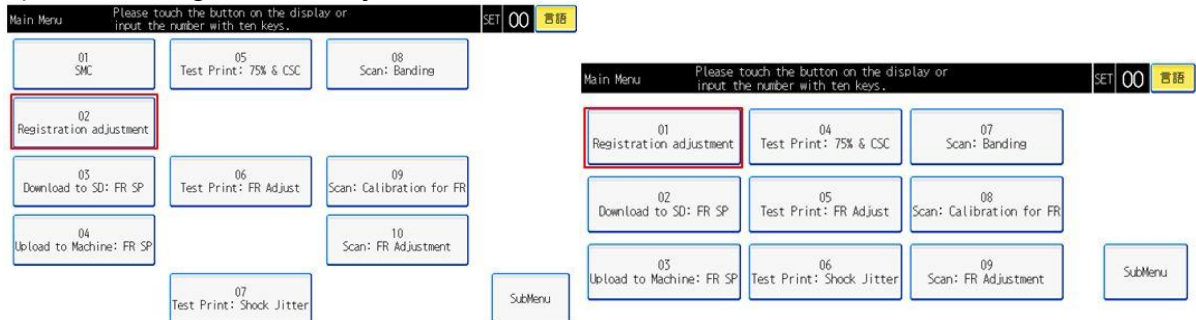 Main Menu
Please touch the button on the display or
input the number with ten keys.
SET 00 言語
01
SMC
05
Test Print: 75% & CSC
08
Scan: Banding
02
Registration adjustment
03
Download to SD: FR SP
06
Test Print: FR Adjust
09
Scan: Calibration for FR
04
Upload to Machine: FR SP
10
Scan: FR Adjustment
07
Test Print: Shock Jitter
SubMenu
Main Menu
Please touch the button on the display or
input the number with ten keys.
SET 00 言語
01
Registration adjustment
04
Test Print: 75% & CSC
07
Scan: Banding
02
Download to SD: FR SP
05
Test Print: FR Adjust
08
Scan: Calibration for FR
03
Upload to Machine: FR SP
06
Test Print: Shock Jitter
09
Scan: FR Adjustment
SubMenu